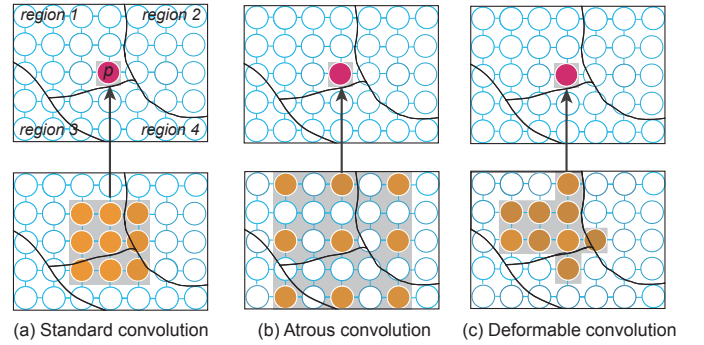 region 1 region 2
p
region 3 region 4
(a) Standard convolution (b) Atrous convolution (c) Deformable convolution